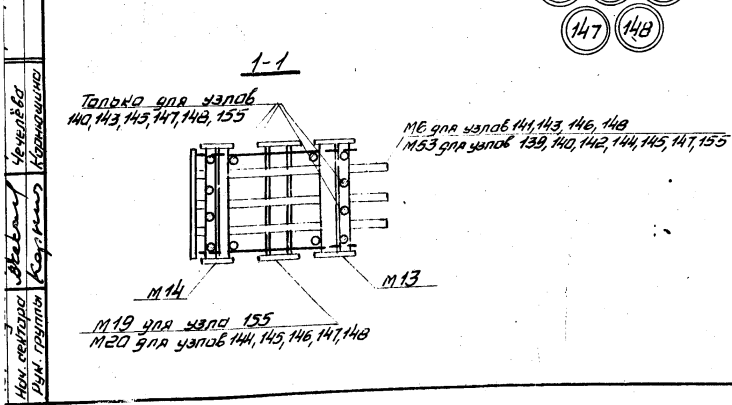 147 148
1-1
Только для узлов
140,143,145,147,148, 155
М6 для узлов 141,143, 146, 148
М53 для узлов 139, 140, 142, 144, 145, 147, 155
М14
М13
М19 для узла 155
М20 для узлов 144, 145, 146, 147, 148
Нач. сектора
Чечелёва
Рук. группы
Корнюшина